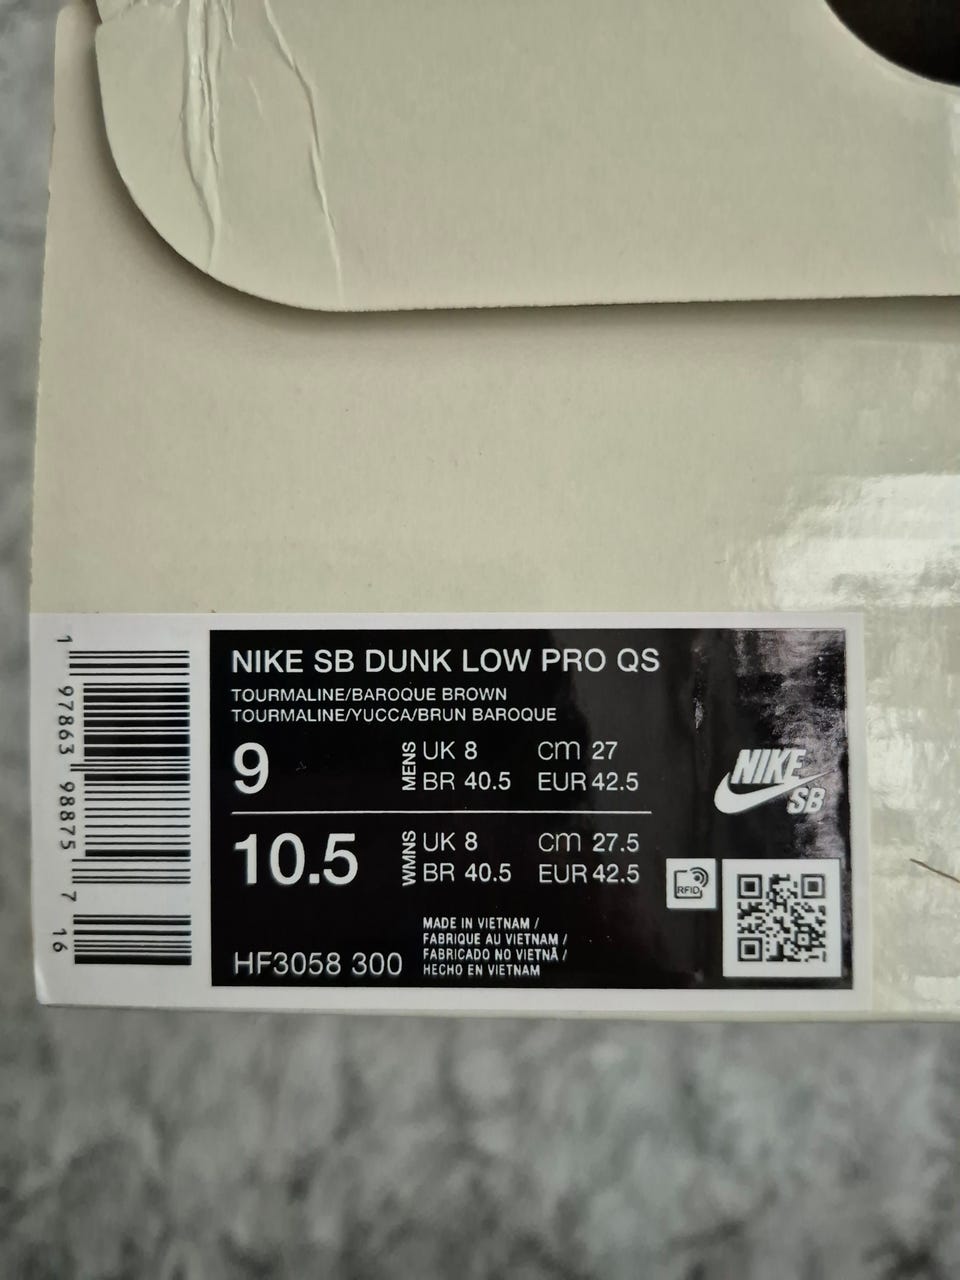 NIKE SB DUNK LOW PRO QS
TOURMALINE/BAROQUE BROWN
TOURMALINE/YUCCA/BRUN BAROQUE
9
MENS
UK 8 cm 27
BR 40.5 EUR 42.5
10.5
WMNS
UK 8 cm 27.5
BR 40.5 EUR 42.5
MADE IN VIETNAM /
FABRIQUE AU VIETNAM /
FABRICADO NO VIETNÃ /
HECHO EN VIETNAM
HF3058 300
NIKE
SB
RFID
1 97863 98875 7 16